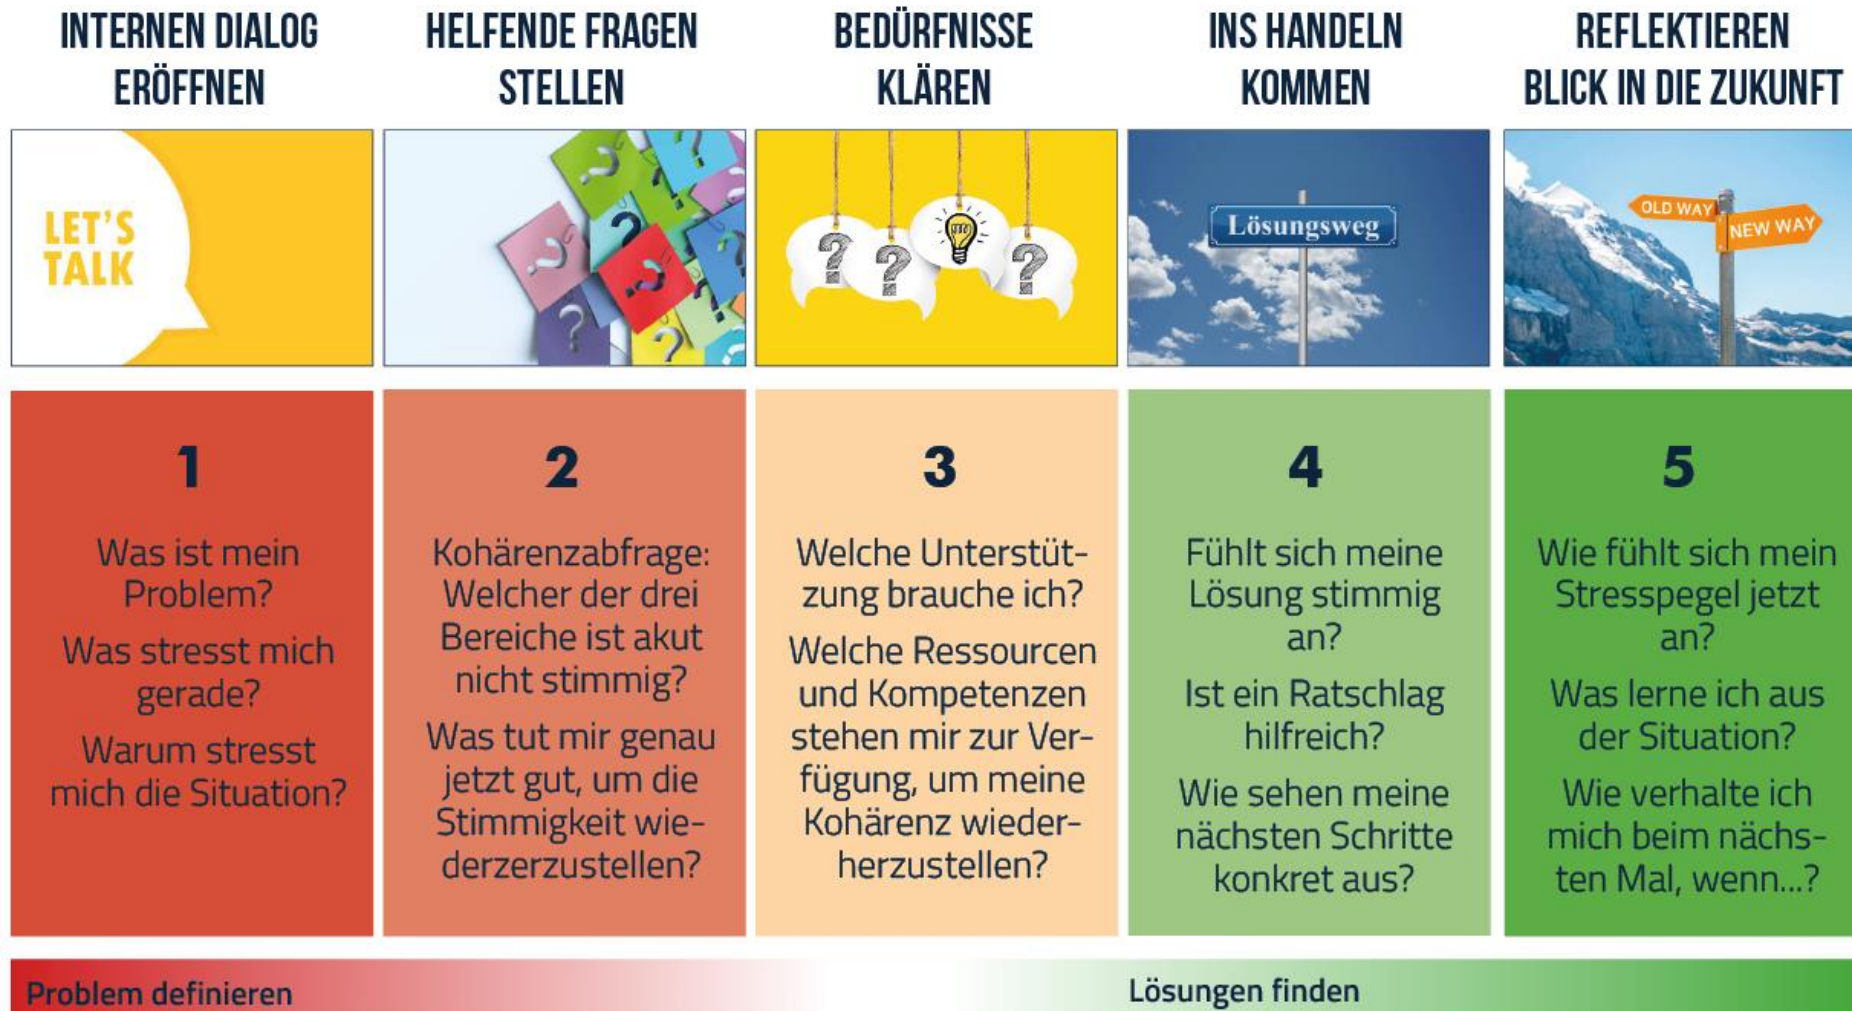 INTERNEN DIALOG
ERÖFFNEN
HELFENDE FRAGEN
STELLEN
BEDÜRFNISSE
KLÄREN
INS HANDELN
KOMMEN
REFLEKTIEREN
BLICK IN DIE ZUKUNFT
LET'S
TALK
Lösungsweg
OLD WAY
NEW WAY
1
Was ist mein
Problem?
Was stresst mich
gerade?
Warum stresst
mich die Situation?
2
Kohärenzabfrage:
Welcher der drei
Bereiche ist akut
nicht stimmig?
Was tut mir genau
jetzt gut, um die
Stimmigkeit wie-
derzerzustellen?
3
Welche Unterstüt-
zung brauche ich?
Welche Ressourcen
und Kompetenzen
stehen mir zur Ver-
fügung, um meine
Kohärenz wieder-
herzustellen?
4
Fühlt sich meine
Lösung stimmig
an?
Ist ein Ratschlag
hilfreich?
Wie sehen meine
nächsten Schritte
konkret aus?
5
Wie fühlt sich mein
Stresspegel jetzt
an?
Was lerne ich aus
der Situation?
Wie verhalte ich
mich beim nächs-
ten Mal, wenn...?
Problem definieren
Lösungen finden